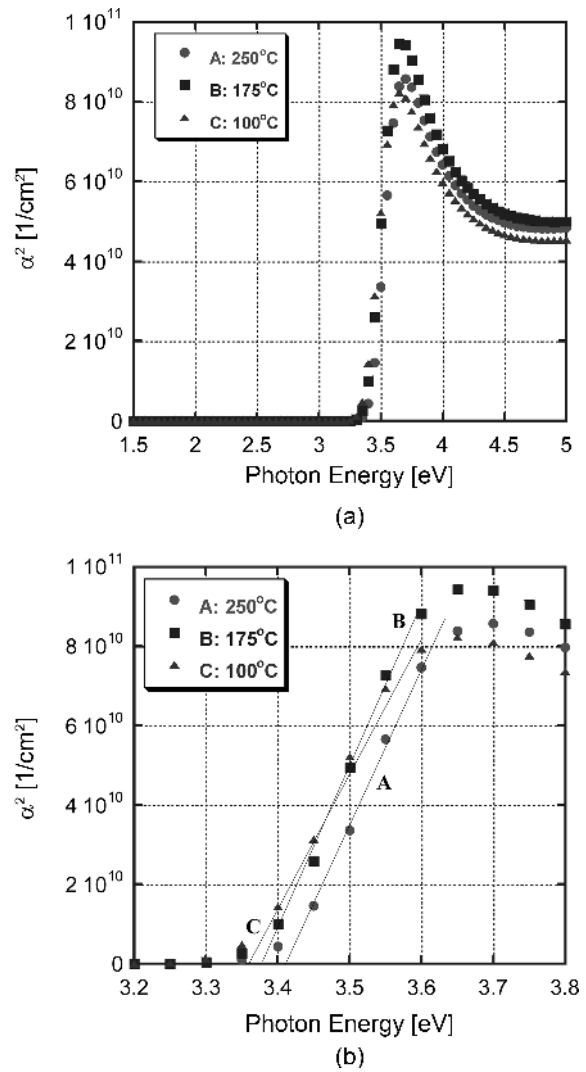 1 10¹¹
8 10¹⁰
6 10¹⁰
4 10¹⁰
2 10¹⁰
0
α² [1/cm²]
A: 250°C
B: 175°C
C: 100°C
1.5 2 2.5 3 3.5 4 4.5 5
Photon Energy [eV]
(a)
1 10¹¹
8 10¹⁰
6 10¹⁰
4 10¹⁰
2 10¹⁰
0
α² [1/cm²]
A: 250°C
B: 175°C
C: 100°C
B
A
C
3.2 3.3 3.4 3.5 3.6 3.7 3.8
Photon Energy [eV]
(b)